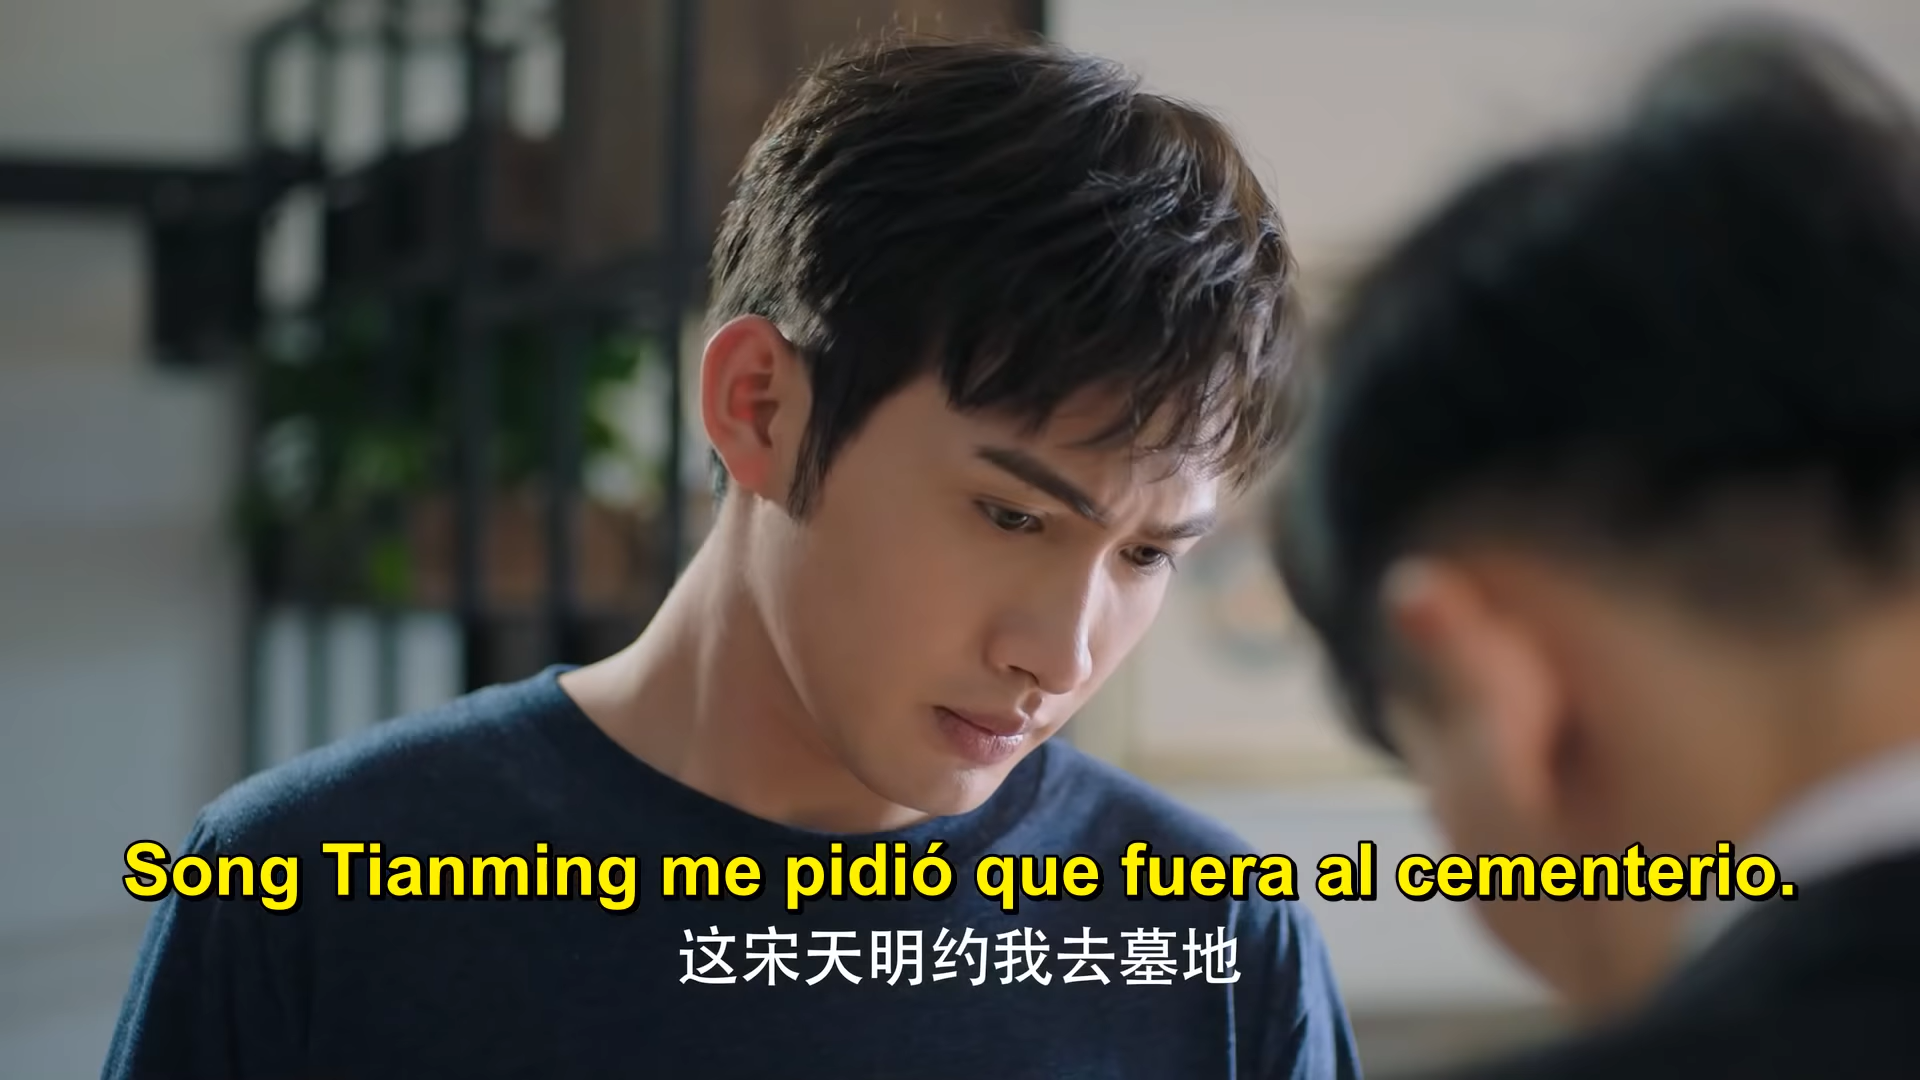 Song Tianming me pidió que fuera al cementerio.
这宋天明约我去墓地